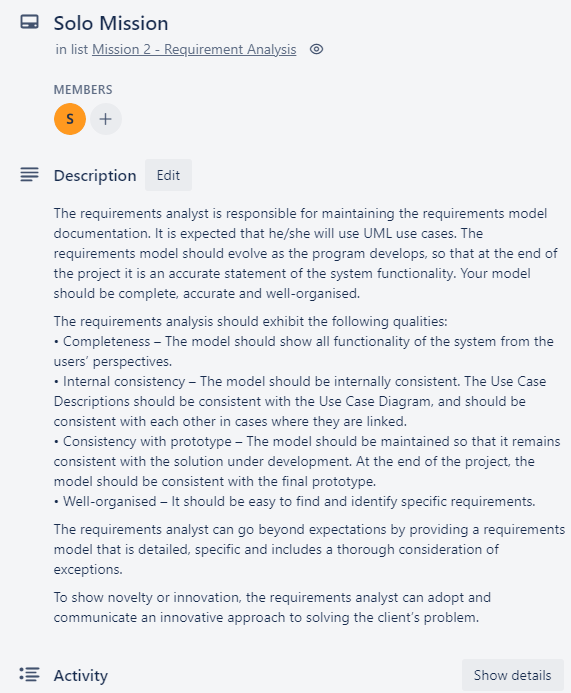 Solo Mission
in list Mission 2 - Requirement Analysis
MEMBERS
S
Description Edit
The requirements analyst is responsible for maintaining the requirements model
documentation. It is expected that he/she will use UML use cases. The
requirements model should evolve as the program develops, so that at the end of
the project it is an accurate statement of the system functionality. Your model
should be complete, accurate and well-organised.
The requirements analysis should exhibit the following qualities:
• Completeness – The model should show all functionality of the system from the
users’ perspectives.
• Internal consistency – The model should be internally consistent. The Use Case
Descriptions should be consistent with the Use Case Diagram, and should be
consistent with each other in cases where they are linked.
• Consistency with prototype – The model should be maintained so that it remains
consistent with the solution under development. At the end of the project, the
model should be consistent with the final prototype.
• Well-organised – It should be easy to find and identify specific requirements.
The requirements analyst can go beyond expectations by providing a requirements
model that is detailed, specific and includes a thorough consideration of
exceptions.
To show novelty or innovation, the requirements analyst can adopt and
communicate an innovative approach to solving the client’s problem.
Activity Show details